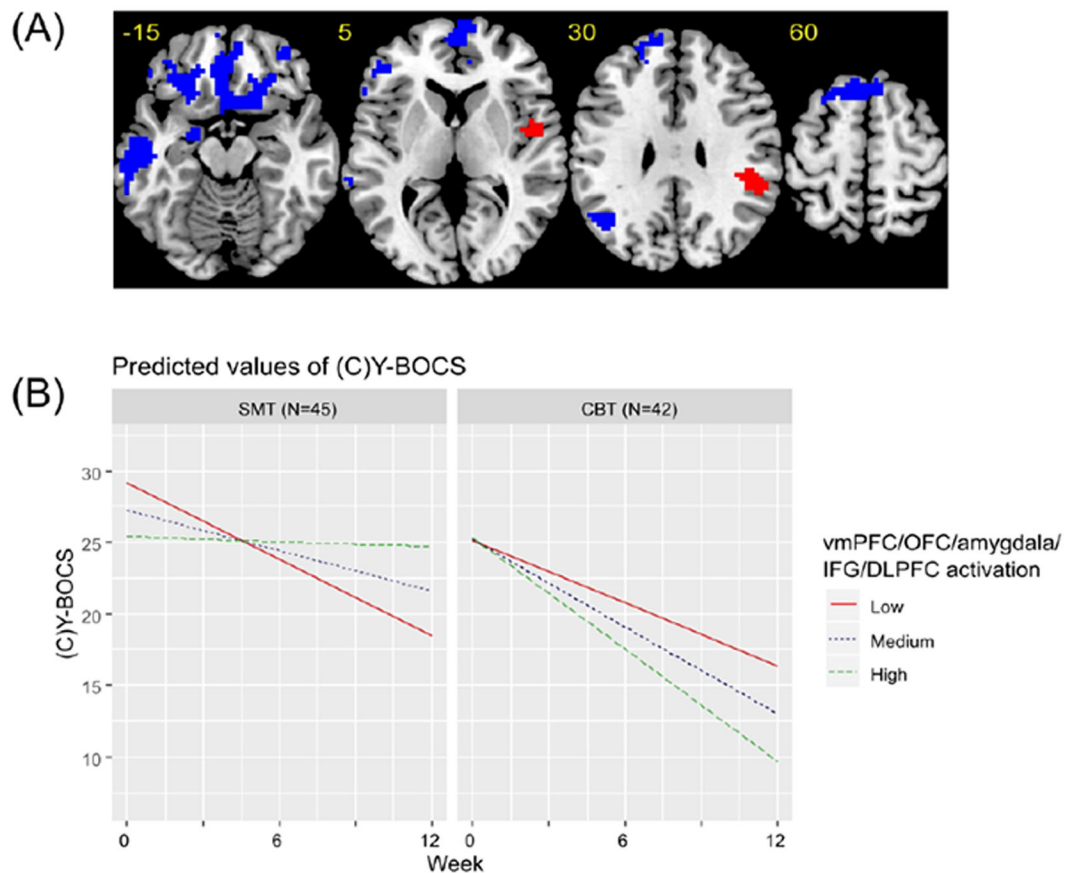 (A)
-15 5 30 60
Predicted values of (C)Y-BOCS
(B)
SMT (N=45) CBT (N=42)
30
25
20
15
10
(C)Y-BOCS
0 6 12 0 6 12
Week
vmPFC/OFC/amygdala/
IFG/DLPFC activation
Low
Medium
High